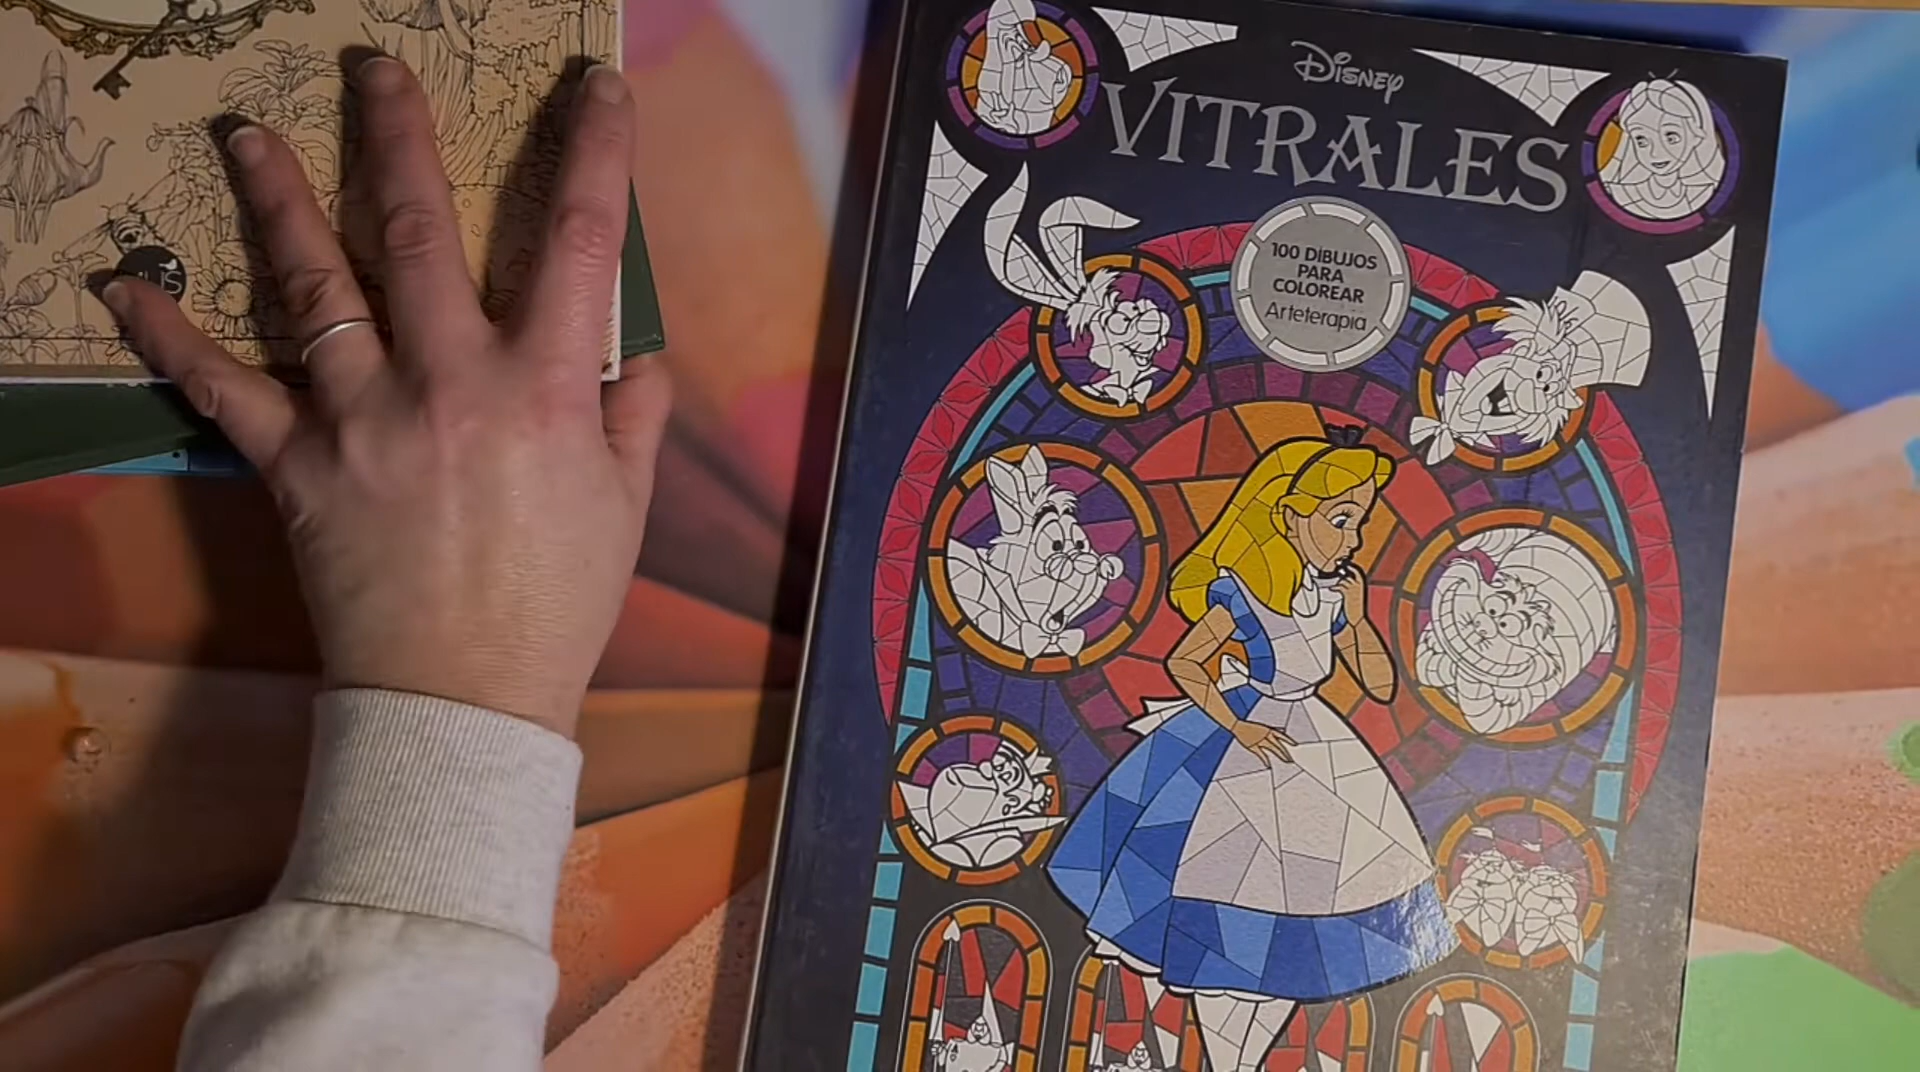 Disney
VITRALES
100 DIBUJOS
PARA
COLOREAR
Arteterapia